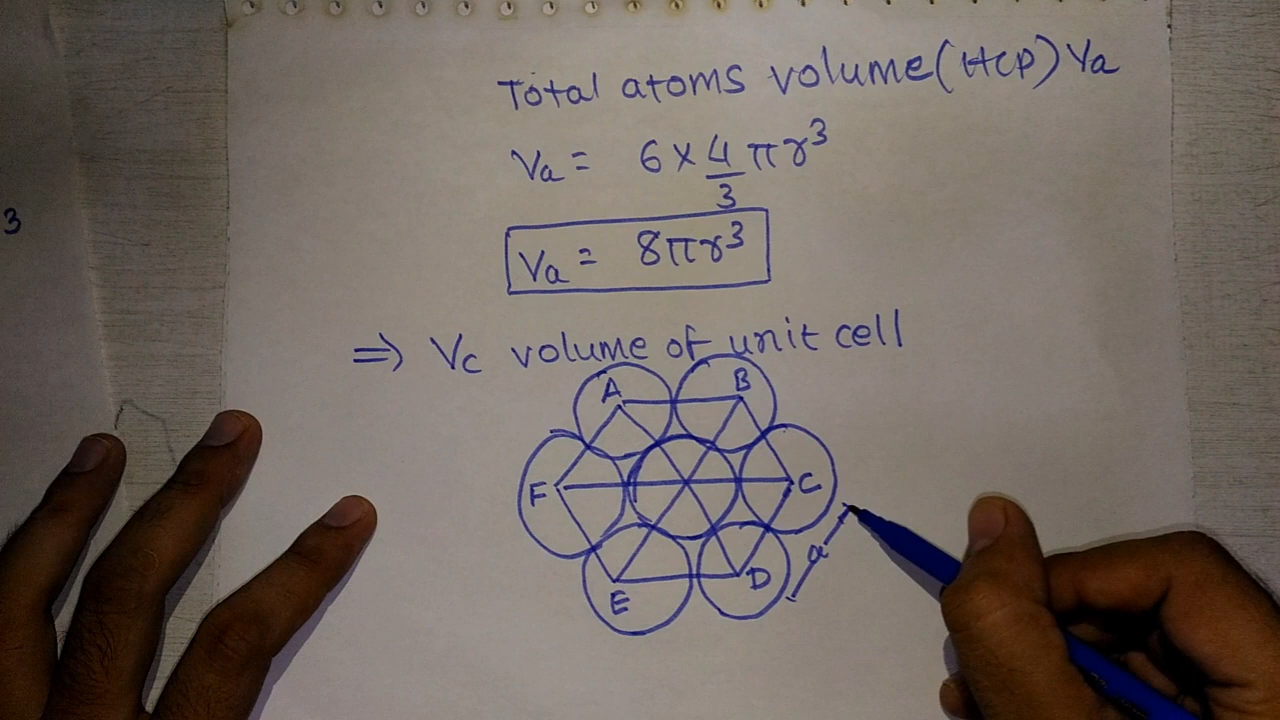 Total atoms volume(HCP) Va
Va = 6 × 4/3 πr³
Va = 8πr³
3
⇒ Vc volume of unit cell
A B
F C
a
E D